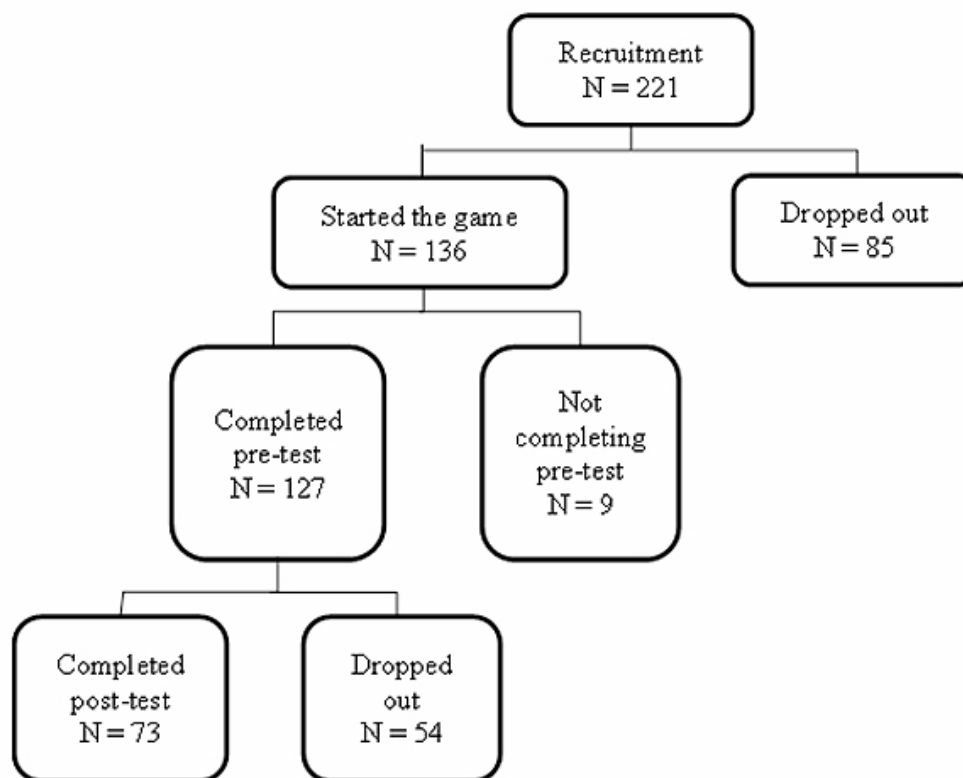 Recruitment
N = 221
Started the game
N = 136
Dropped out
N = 85
Completed
pre-test
N = 127
Not
completing
pre-test
N = 9
Completed
post-test
N = 73
Dropped
out
N = 54